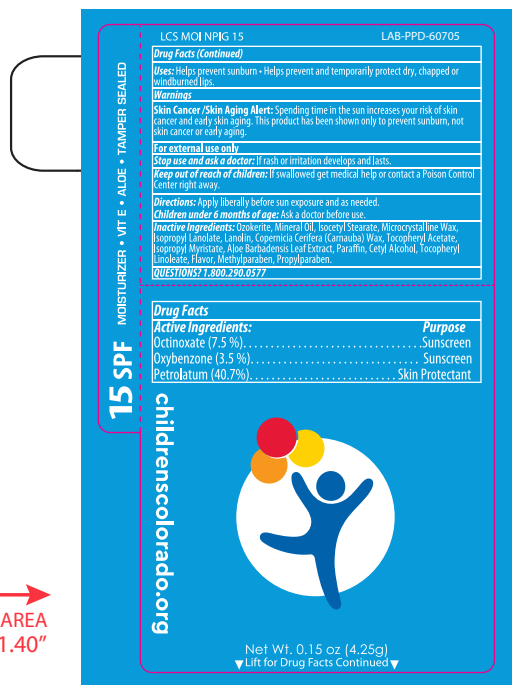 LCS MOI NPIG 15 LAB-PPD-60705
Drug Facts (Continued)
Uses: Helps prevent sunburn • Helps prevent and temporarily protect dry, chapped or
windburned lips.
Warnings
Skin Cancer /Skin Aging Alert: Spending time in the sun increases your risk of skin
cancer and early skin aging. This product has been shown only to prevent sunburn, not
skin cancer or early aging.
For external use only
Stop use and ask a doctor: If rash or irritation develops and lasts.
Keep out of reach of children: If swallowed get medical help or contact a Poison Control
Center right away.
Directions: Apply liberally before sun exposure and as needed.
Children under 6 months of age: Ask a doctor before use.
Inactive Ingredients: Ozokerite, Mineral Oil, Isocetyl Stearate, Microcrystalline Wax,
Isopropyl Lanolate, Lanolin, Copernicia Cerifera (Carnauba) Wax, Tocopheryl Acetate,
Isopropyl Myristate, Aloe Barbadensis Leaf Extract, Paraffin, Cetyl Alcohol, Tocopheryl
Linoleate, Flavor, Methylparaben, Propylparaben.
QUESTIONS? 1.800.290.0577
15 SPF MOISTURIZER • VIT E • ALOE • TAMPER SEALED
Drug Facts
Active Ingredients: Purpose
Octinoxate (7.5 %)................................Sunscreen
Oxybenzone (3.5 %)............................... Sunscreen
Petrolatum (40.7%)...........................Skin Protectant
childrenscolorado.org
Net Wt. 0.15 oz (4.25g)
▼Lift for Drug Facts Continued▼
AREA
1.40”